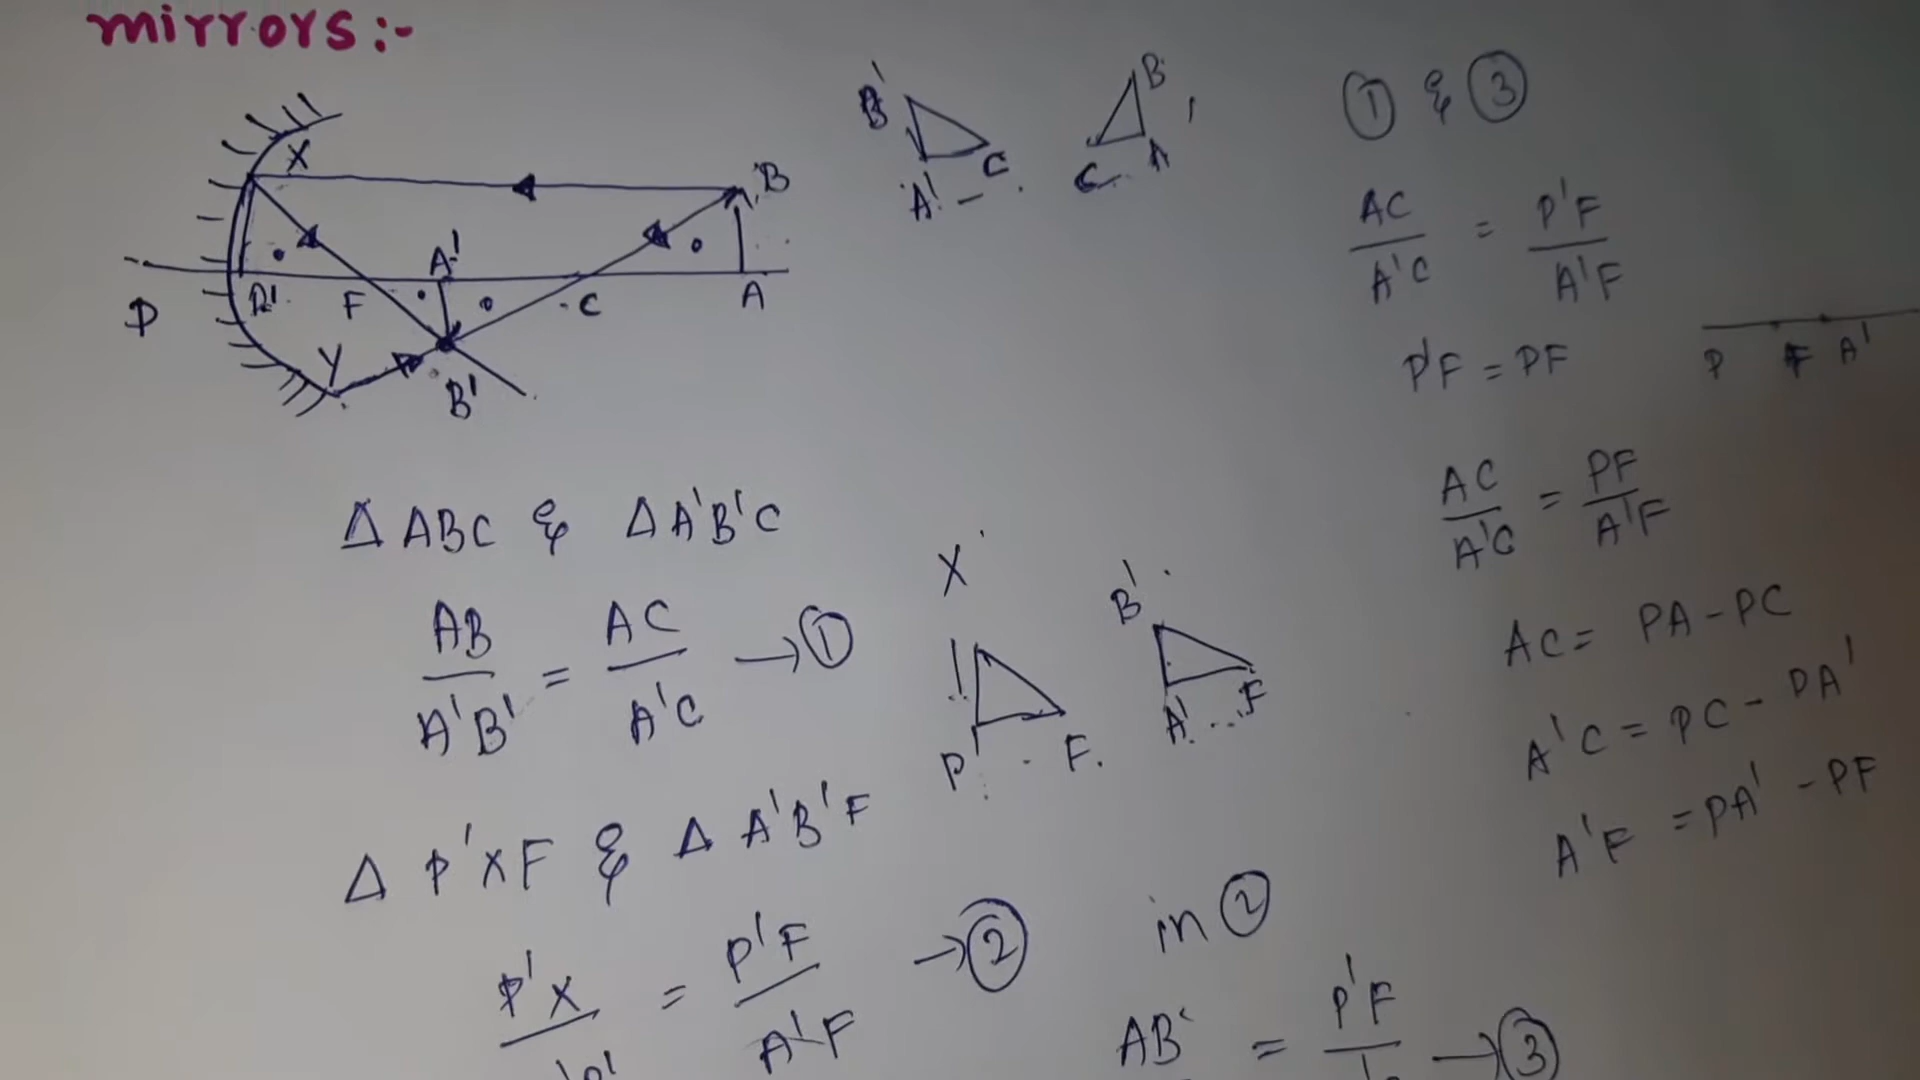 mirrors:-
X
B
A'
P
P'
F
C
A
Y
B'
B'
A'
C
B
C
A
① & ③
AC / A'C = P'F / A'F
P'F = PF
P F A'
AC / A'C = PF / A'F
AC = PA - PC
A'C = PC - PA'
A'F = PA' - PF
Δ ABC & Δ A'B'C
AB / A'B' = AC / A'C → ①
X
P'
F
B'
A'
F
Δ P'XF & Δ A'B'F
P'X = P'F / A'F → ②
in ②
AB = P'F → ③